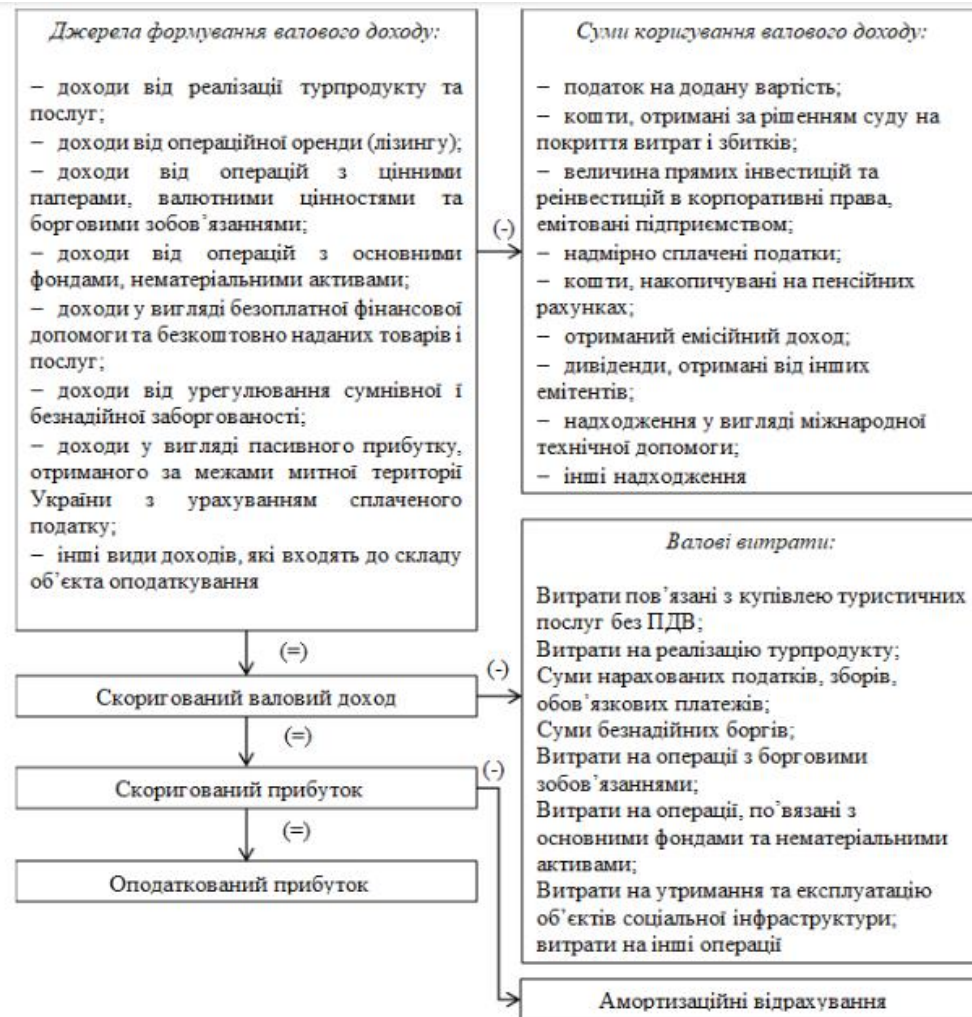 Джерела формування валового доходу:
– доходи від реалізації турпродукту та
послуг;
– доходи від операційної оренди (лізингу);
– доходи від операцій з цінними
паперами, валютними цінностями та
борговими зобов’язаннями;
– доходи від операцій з основними
фондами, нематеріальними активами;
– доходи у вигляді безоплатної фінансової
допомоги та безкоштовно наданих товарів і
послуг;
– доходи від урегулювання сумнівної ї
безнадійної заборгованості;
– доходи у вигляді пасивного прибутку,
отриманого за межами митної території
України з урахуванням сплаченого
податку;
– інші види доходів, які входять до складу
об’єкта оподаткування
(-)
Суми коригування валового доходу:
– податок на додану вартість;
– кошти, отримані за рішенням суду на
покриття витрат і збитків;
– величина прямих інвестицій та
реінвестицій в корпоративні права,
емітовані підприємством;
– надмірно сплачені податки;
– кошти, накопичувані на пенсійних
рахунках;
– отриманий емісійний доход;
– дивіденди, отримані від інших
емітентів;
– надходження у вигляді міжнародної
технічної допомоги;
– інші надходження
(=)
Скоригований валовий доход
(-)
Валові витрати:
Витрати пов’язані з купівлею туристичних
послуг без ПДВ;
Витрати на реалізацію турпродукту;
Суми нарахованих податків, зборів,
обов’язкових платежів;
Суми безнадійних боргів;
Витрати на операції з борговими
зобов’язаннями;
Витрати на операції, по’вязані з
основними фондами та нематеріальними
активами;
Витрати на утримання та експлуатацію
об’єктів соціальної інфраструктури;
витрати на інші операції
(=)
Скоригований прибуток
(-)
(=)
Оподаткований прибуток
Амортизаційні відрахування